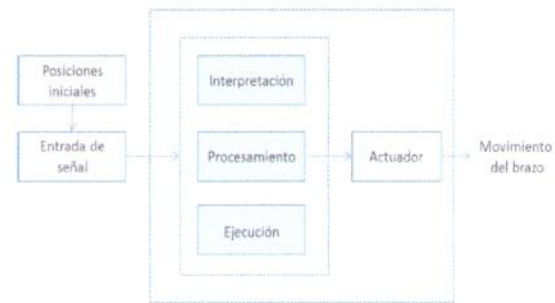 Posiciones
iniciales
Entrada de
señal
Interpretación
Procesamiento
Ejecución
Actuador
Movimiento
del brazo